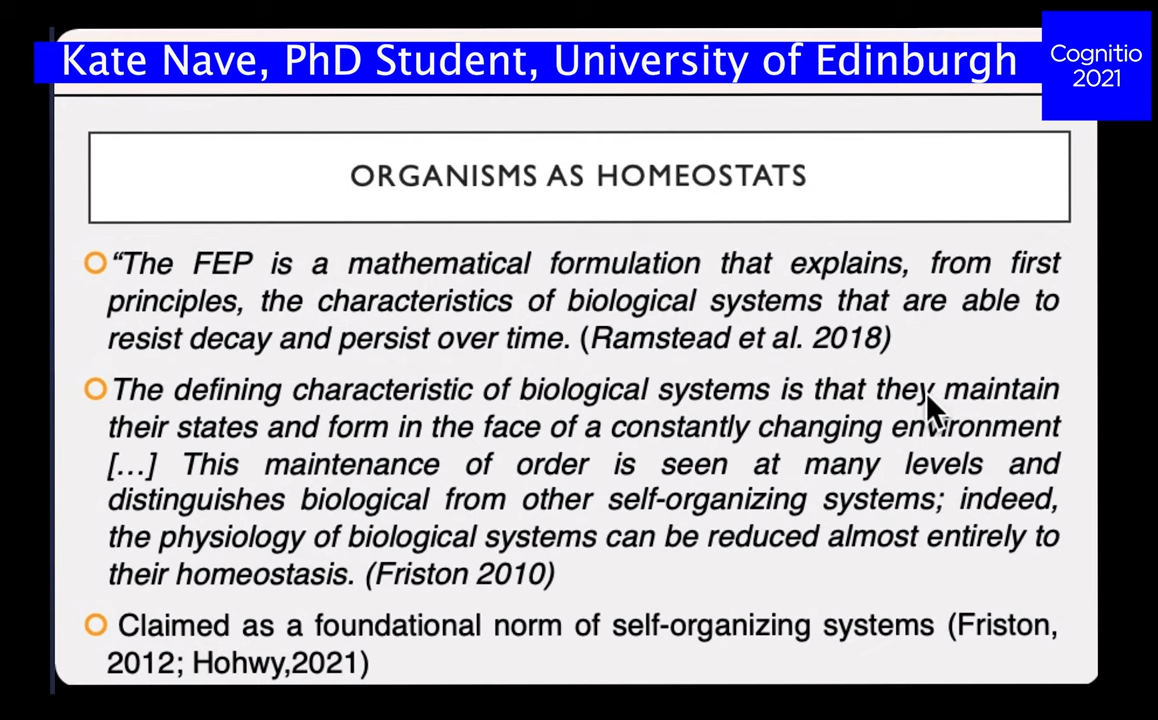 Kate Nave, PhD Student, University of Edinburgh
Cognitio
2021
ORGANISMS AS HOMEOSTATS
“The FEP is a mathematical formulation that explains, from first
principles, the characteristics of biological systems that are able to
resist decay and persist over time. (Ramstead et al. 2018)
The defining characteristic of biological systems is that they maintain
their states and form in the face of a constantly changing environment
[…] This maintenance of order is seen at many levels and
distinguishes biological from other self-organizing systems; indeed,
the physiology of biological systems can be reduced almost entirely to
their homeostasis. (Friston 2010)
Claimed as a foundational norm of self-organizing systems (Friston,
2012; Hohwy,2021)